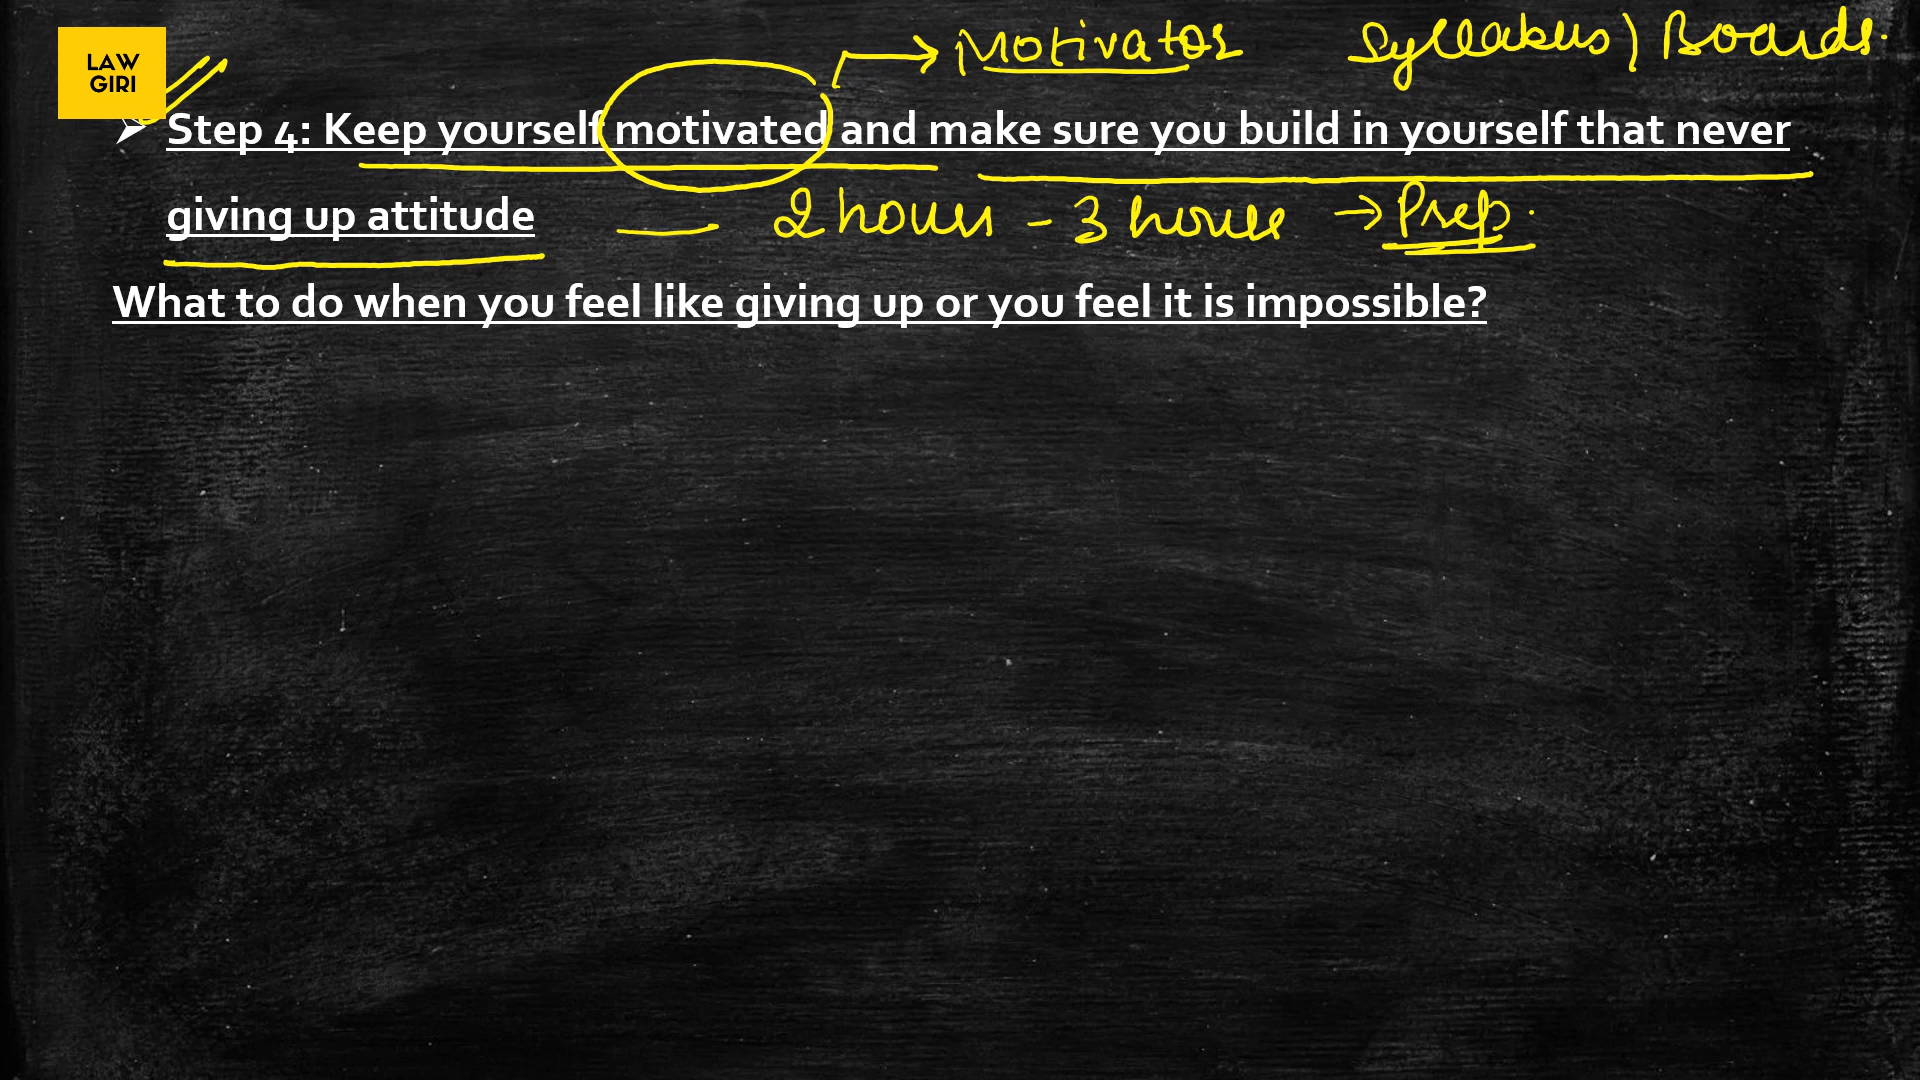 LAW
GIRI
Motivator Syllabus) Boards.
Step 4: Keep yourself motivated and make sure you build in yourself that never
giving up attitude — 2 hours - 3 hours → Prep.
What to do when you feel like giving up or you feel it is impossible?